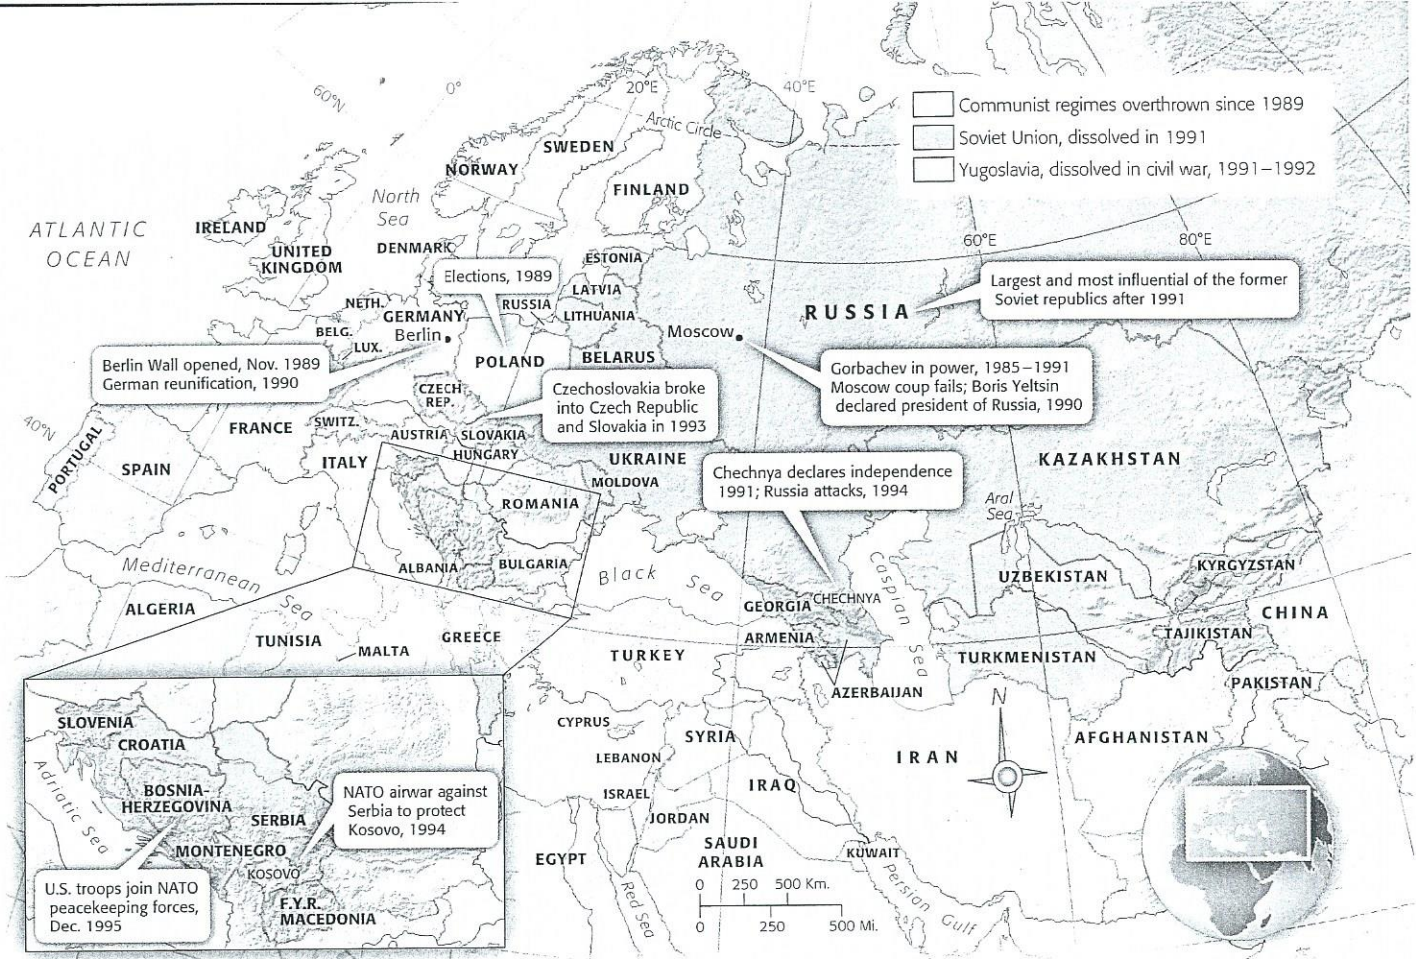 60°N
0°
20°E
40°E
Arctic Circle
Communist regimes overthrown since 1989
Soviet Union, dissolved in 1991
Yugoslavia, dissolved in civil war, 1991–1992
NORWAY
SWEDEN
FINLAND
North
Sea
ATLANTIC
OCEAN
IRELAND
UNITED
KINGDOM
DENMARK
ESTONIA
60°E
80°E
Elections, 1989
LATVIA
Largest and most influential of the former
Soviet republics after 1991
NETH.
GERMANY
RUSSIA
LITHUANIA
RUSSIA
BELG.
Berlin
LUX.
Moscow
POLAND
BELARUS
Berlin Wall opened, Nov. 1989
German reunification, 1990
Gorbachev in power, 1985–1991
Moscow coup fails; Boris Yeltsin
declared president of Russia, 1990
CZECH
REP.
Czechoslovakia broke
into Czech Republic
and Slovakia in 1993
40°N
PORTUGAL
SPAIN
FRANCE
SWITZ.
AUSTRIA
SLOVAKIA
HUNGARY
ITALY
UKRAINE
MOLDOVA
KAZAKHSTAN
Chechnya declares independence
1991; Russia attacks, 1994
Aral
Sea
ROMANIA
ALBANIA
BULGARIA
Black Sea
Caspian Sea
Mediterranean Sea
UZBEKISTAN
KYRGYZSTAN
GEORGIA
CHECHNYA
ALGERIA
TUNISIA
MALTA
GREECE
ARMENIA
CHINA
TAJIKISTAN
TURKEY
TURKMENISTAN
AZERBAIJAN
PAKISTAN
N
CYPRUS
SYRIA
LEBANON
IRAN
AFGHANISTAN
ISRAEL
IRAQ
JORDAN
SAUDI
ARABIA
KUWAIT
EGYPT
Red Sea
Persian Gulf
0 250 500 Km.
0 250 500 Mi.
SLOVENIA
CROATIA
Adriatic Sea
BOSNIA-
HERZEGOVINA
SERBIA
NATO airwar against
Serbia to protect
Kosovo, 1994
MONTENEGRO
KOSOVO
U.S. troops join NATO
peacekeeping forces,
Dec. 1995
F.Y.R.
MACEDONIA